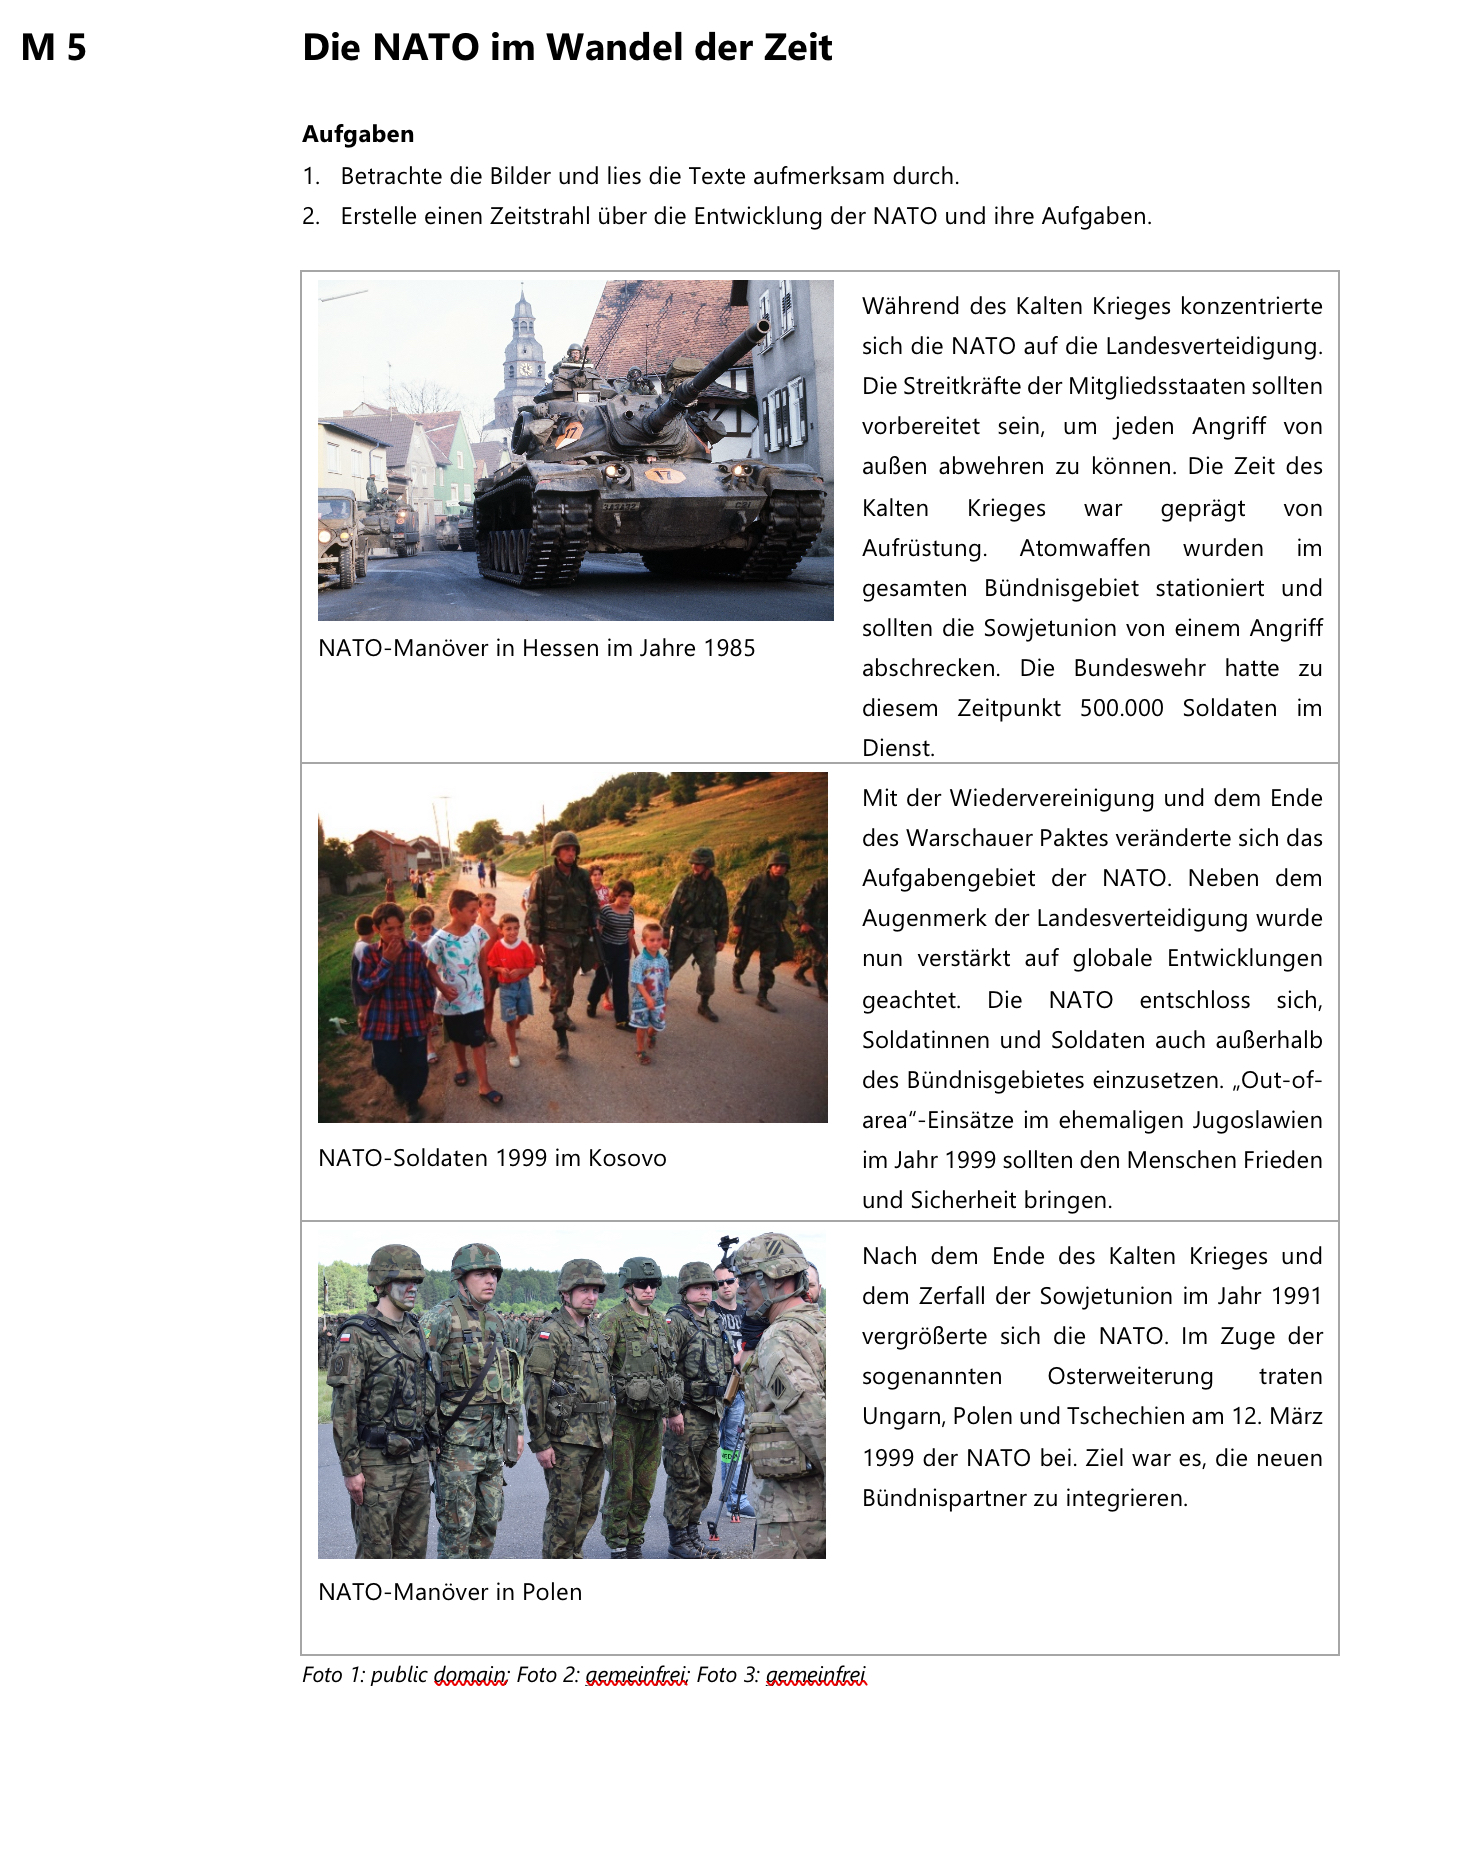 M 5
Die NATO im Wandel der Zeit
Aufgaben
1. Betrachte die Bilder und lies die Texte aufmerksam durch.
2. Erstelle einen Zeitstrahl über die Entwicklung der NATO und ihre Aufgaben.
17
NATO-Manöver in Hessen im Jahre 1985
Während des Kalten Krieges konzentrierte
sich die NATO auf die Landesverteidigung.
Die Streitkräfte der Mitgliedsstaaten sollten
vorbereitet sein, um jeden Angriff von
außen abwehren zu können. Die Zeit des
Kalten Krieges war geprägt von
Aufrüstung. Atomwaffen wurden im
gesamten Bündnisgebiet stationiert und
sollten die Sowjetunion von einem Angriff
abschrecken. Die Bundeswehr hatte zu
diesem Zeitpunkt 500.000 Soldaten im
Dienst.
NATO-Soldaten 1999 im Kosovo
Mit der Wiedervereinigung und dem Ende
des Warschauer Paktes veränderte sich das
Aufgabengebiet der NATO. Neben dem
Augenmerk der Landesverteidigung wurde
nun verstärkt auf globale Entwicklungen
geachtet. Die NATO entschloss sich,
Soldatinnen und Soldaten auch außerhalb
des Bündnisgebietes einzusetzen. „Out-of-
area“-Einsätze im ehemaligen Jugoslawien
im Jahr 1999 sollten den Menschen Frieden
und Sicherheit bringen.
NATO-Manöver in Polen
Nach dem Ende des Kalten Krieges und
dem Zerfall der Sowjetunion im Jahr 1991
vergrößerte sich die NATO. Im Zuge der
sogenannten Osterweiterung traten
Ungarn, Polen und Tschechien am 12. März
1999 der NATO bei. Ziel war es, die neuen
Bündnispartner zu integrieren.
Foto 1: public domain; Foto 2: gemeinfrei; Foto 3: gemeinfrei